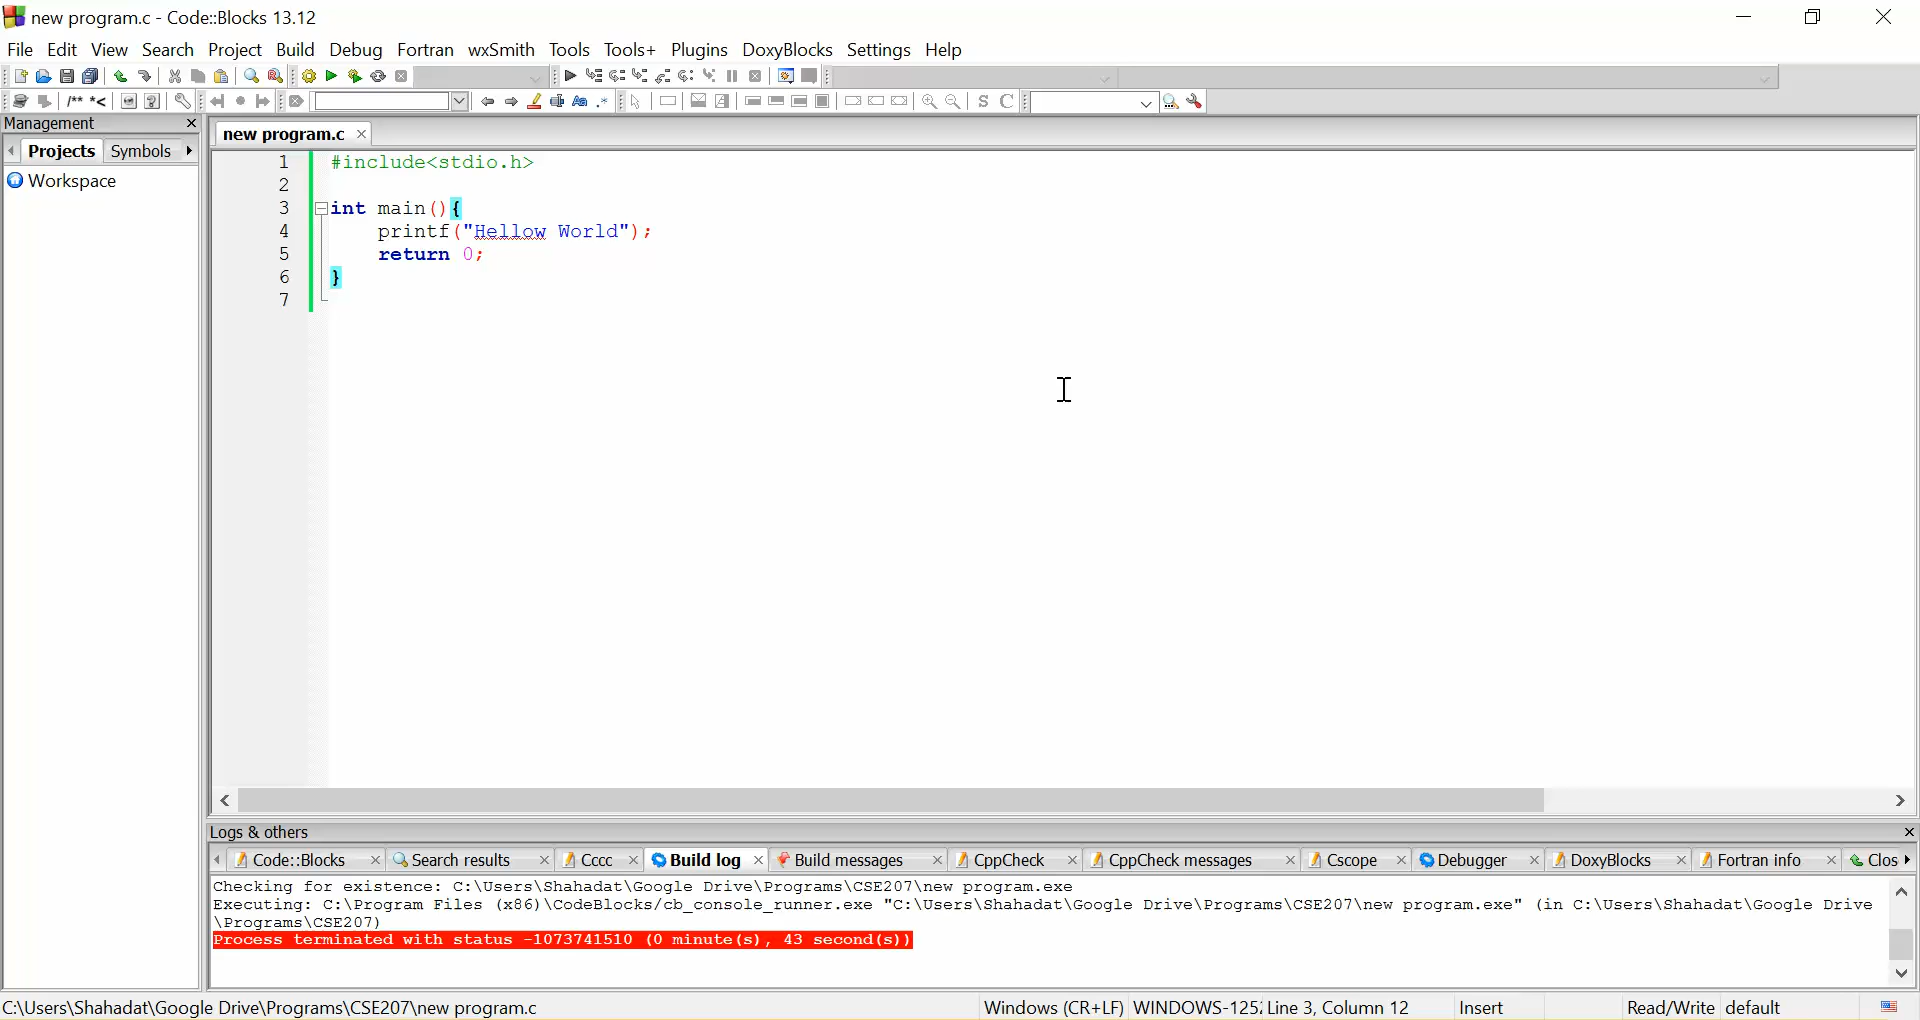 new program.c - Code::Blocks 13.12
File Edit View Search Project Build Debug Fortran wxSmith Tools Tools+ Plugins DoxyBlocks Settings Help
/** *<
Management
Projects Symbols
Workspace
new program.c
1 #include<stdio.h>
2
3 int main(){
4 printf("Hellow World");
5 return 0;
6 }
7
Logs & others
Code::Blocks Search results Cccc Build log Build messages CppCheck CppCheck messages Cscope Debugger DoxyBlocks Fortran info Clos
Checking for existence: C:\Users\Shahadat\Google Drive\Programs\CSE207\new program.exe
Executing: C:\Program Files (x86)\CodeBlocks/cb_console_runner.exe "C:\Users\Shahadat\Google Drive\Programs\CSE207\new program.exe" (in C:\Users\Shahadat\Google Drive
\Programs\CSE207)
Process terminated with status -1073741510 (0 minute(s), 43 second(s))
C:\Users\Shahadat\Google Drive\Programs\CSE207\new program.c Windows (CR+LF) WINDOWS-125 Line 3, Column 12 Insert Read/Write default